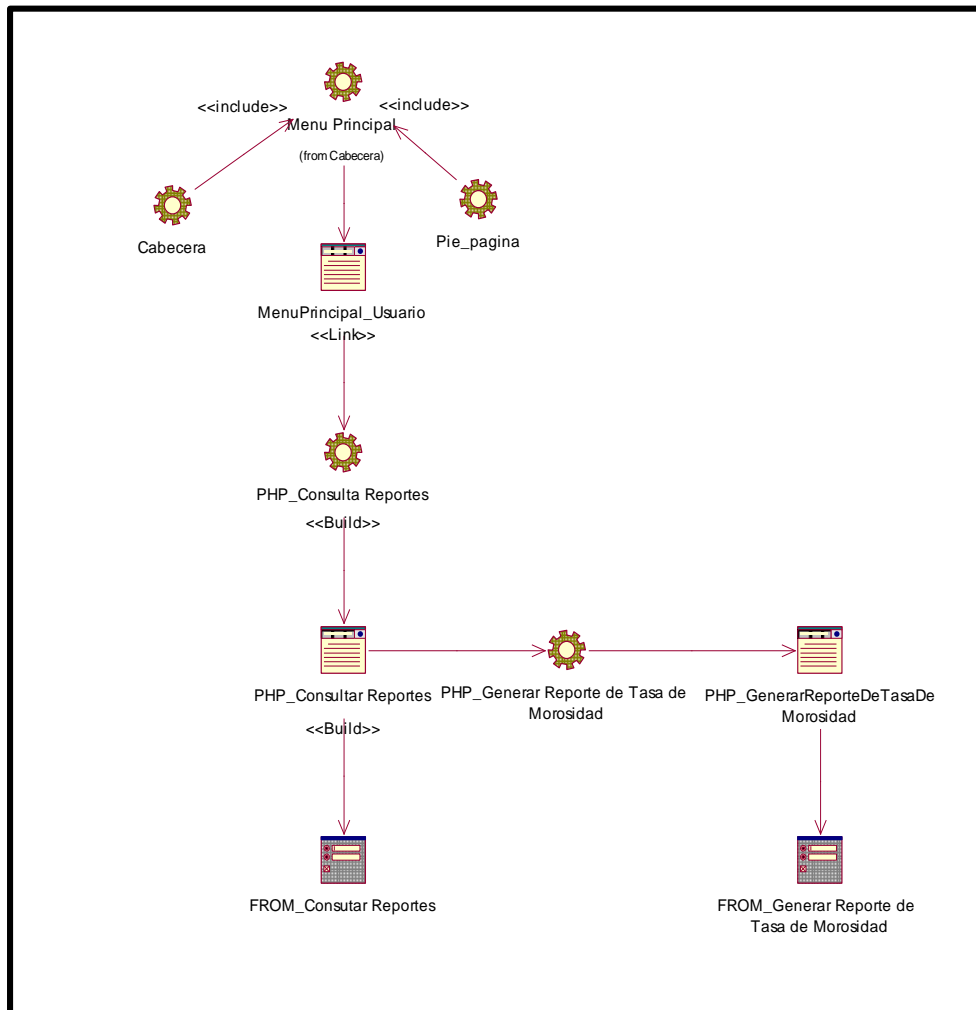 <<include>>
<<include>>
Menu Principal
(from Cabecera)
Cabecera
Pie_pagina
MenuPrincipal_Usuario
<<Link>>
PHP_Consulta Reportes
<<Build>>
PHP_Consultar Reportes
<<Build>>
PHP_Generar Reporte de Tasa de
Morosidad
PHP_GenerarReporteDeTasaDe
Morosidad
FROM_Consutar Reportes
FROM_Generar Reporte de
Tasa de Morosidad